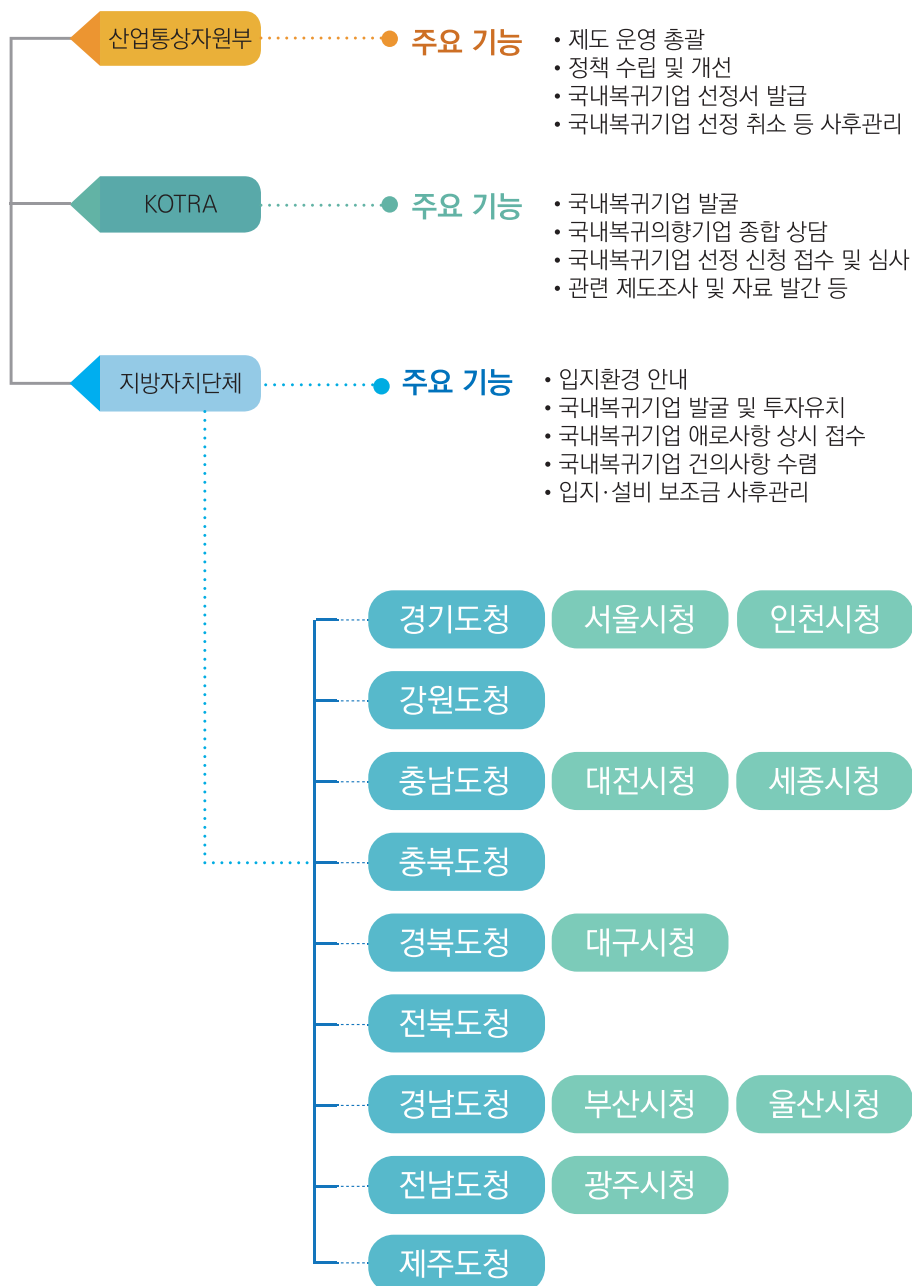 산업통상자원부
주요 기능
• 제도 운영 총괄
• 정책 수립 및 개선
• 국내복귀기업 선정서 발급
• 국내복귀기업 선정 취소 등 사후관리
KOTRA
주요 기능
• 국내복귀기업 발굴
• 국내복귀의향기업 종합 상담
• 국내복귀기업 선정 신청 접수 및 심사
• 관련 제도조사 및 자료 발간 등
지방자치단체
주요 기능
• 입지환경 안내
• 국내복귀기업 발굴 및 투자유치
• 국내복귀기업 애로사항 상시 접수
• 국내복귀기업 건의사항 수렴
• 입지·설비 보조금 사후관리
경기도청 서울시청 인천시청
강원도청
충남도청 대전시청 세종시청
충북도청
경북도청 대구시청
전북도청
경남도청 부산시청 울산시청
전남도청 광주시청
제주도청